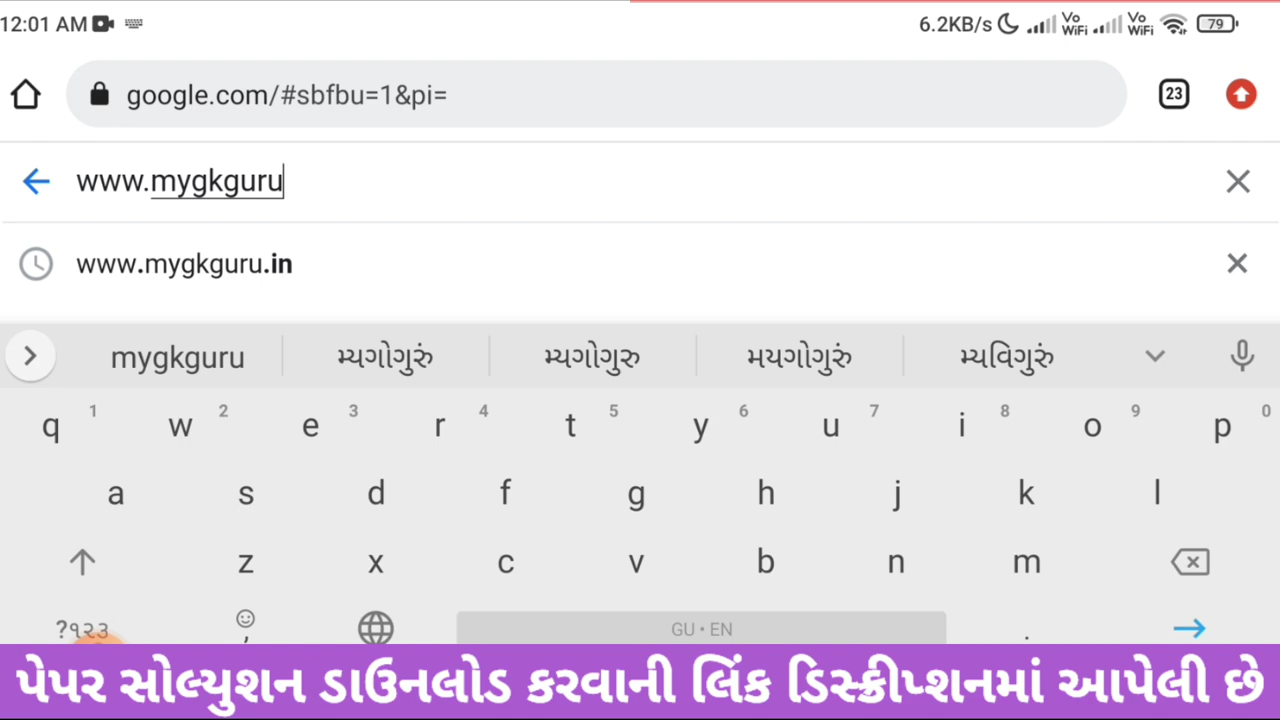 12:01 AM 6.2KB/s Vo WiFi Vo WiFi 79
google.com/#sbfbu=1&pi= 23
www.mygkguru
www.mygkguru.in
mygkguru મ્યગોગુરું મ્યગોગુરુ મયગોગુરું મ્યવિગુરું
q 1 w 2 e 3 r 4 t 5 y 6 u 7 i 8 o 9 p 0
a s d f g h j k l
z x c v b n m
?૧૨૩ , GU • EN .
પેપર સોલ્યુશન ડાઉનલોડ કરવાની લિંક ડિસ્ક્રીપ્શનમાં આપેલી છે